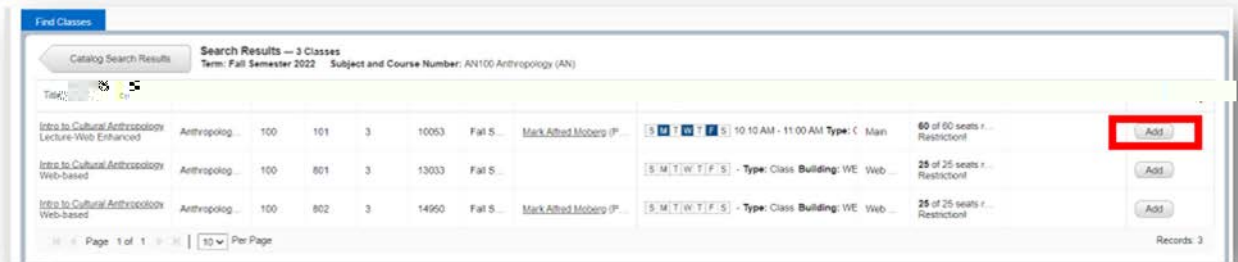 Find Classes
Catalog Search Results
Search Results — 3 Classes
Term: Fall Semester 2022 Subject and Course Number: AN100 Anthropology (AN)
Intro to Cultural Anthropology Anthropolog... 100 101 3 10053 Fall S... Mark Alfred Moberg (P... S M T W T F S 10:10 AM - 11:00 AM Type: C Main 60 of 60 seats r... Add
Lecture-Web Enhanced Restriction!
Intro to Cultural Anthropology Anthropolog... 100 801 3 13033 Fall S... S M T W T F S - Type: Class Building: WE Web ... 25 of 25 seats r... Add
Web-based Restriction!
Intro to Cultural Anthropology Anthropolog... 100 802 3 14950 Fall S... Mark Alfred Moberg (P... S M T W T F S - Type: Class Building: WE Web ... 25 of 25 seats r... Add
Web-based Restriction!
Page 1 of 1 10 Per Page Records: 3